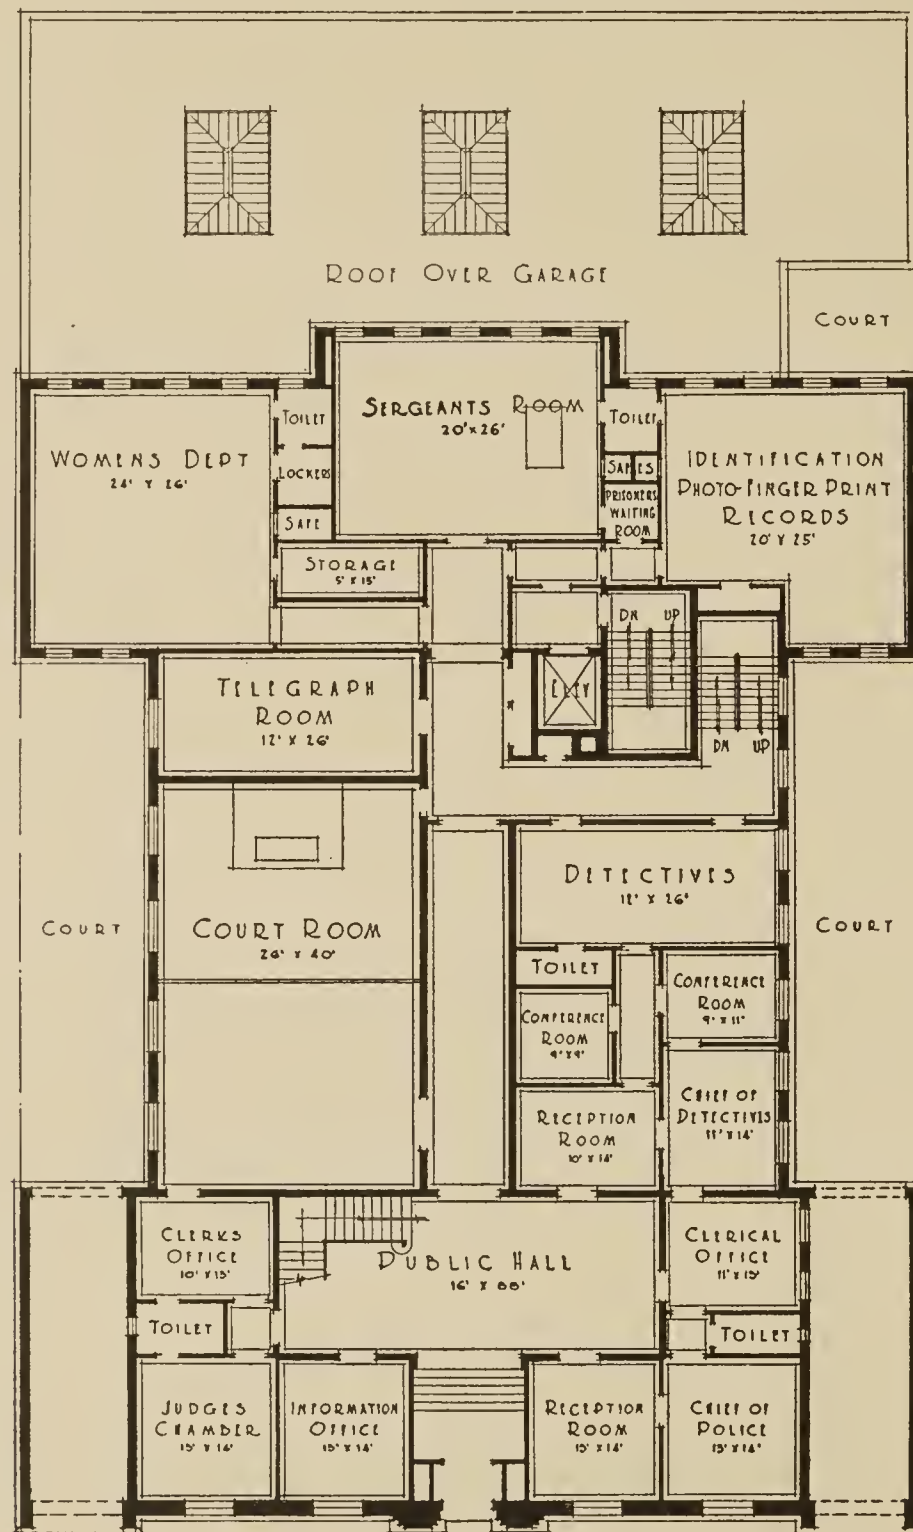 ROOF OVER GARAGE
COURT
SERGEANTS ROOM
20' X 26'
TOILET
TOILET
WOMENS DEPT
24' X 26'
LOCKERS
SAFE
SAFES
PRISONERS
WAITING
ROOM
IDENTIFICATION
PHOTO-FINGER PRINT
RECORDS
20' X 25'
STORAGE
5' X 15'
DN UP
ELEV
DN UP
TELEGRAPH
ROOM
12' X 26'
COURT
COURT ROOM
26' X 40'
DETECTIVES
12' X 26'
COURT
TOILET
CONFERENCE
ROOM
9' X 11'
CONFERENCE
ROOM
9' X 9'
CHIEF OF
DETECTIVES
11' X 14'
RECEPTION
ROOM
10' X 14'
CLERKS
OFFICE
10' X 15'
PUBLIC HALL
16' X
CLERICAL
OFFICE
11' X 15'
TOILET
TOILET
JUDGES
CHAMBER
15' X 14'
INFORMATION
OFFICE
15' X 14'
RECEPTION
ROOM
15' X 14'
CHIEF OF
POLICE
15' X 14'